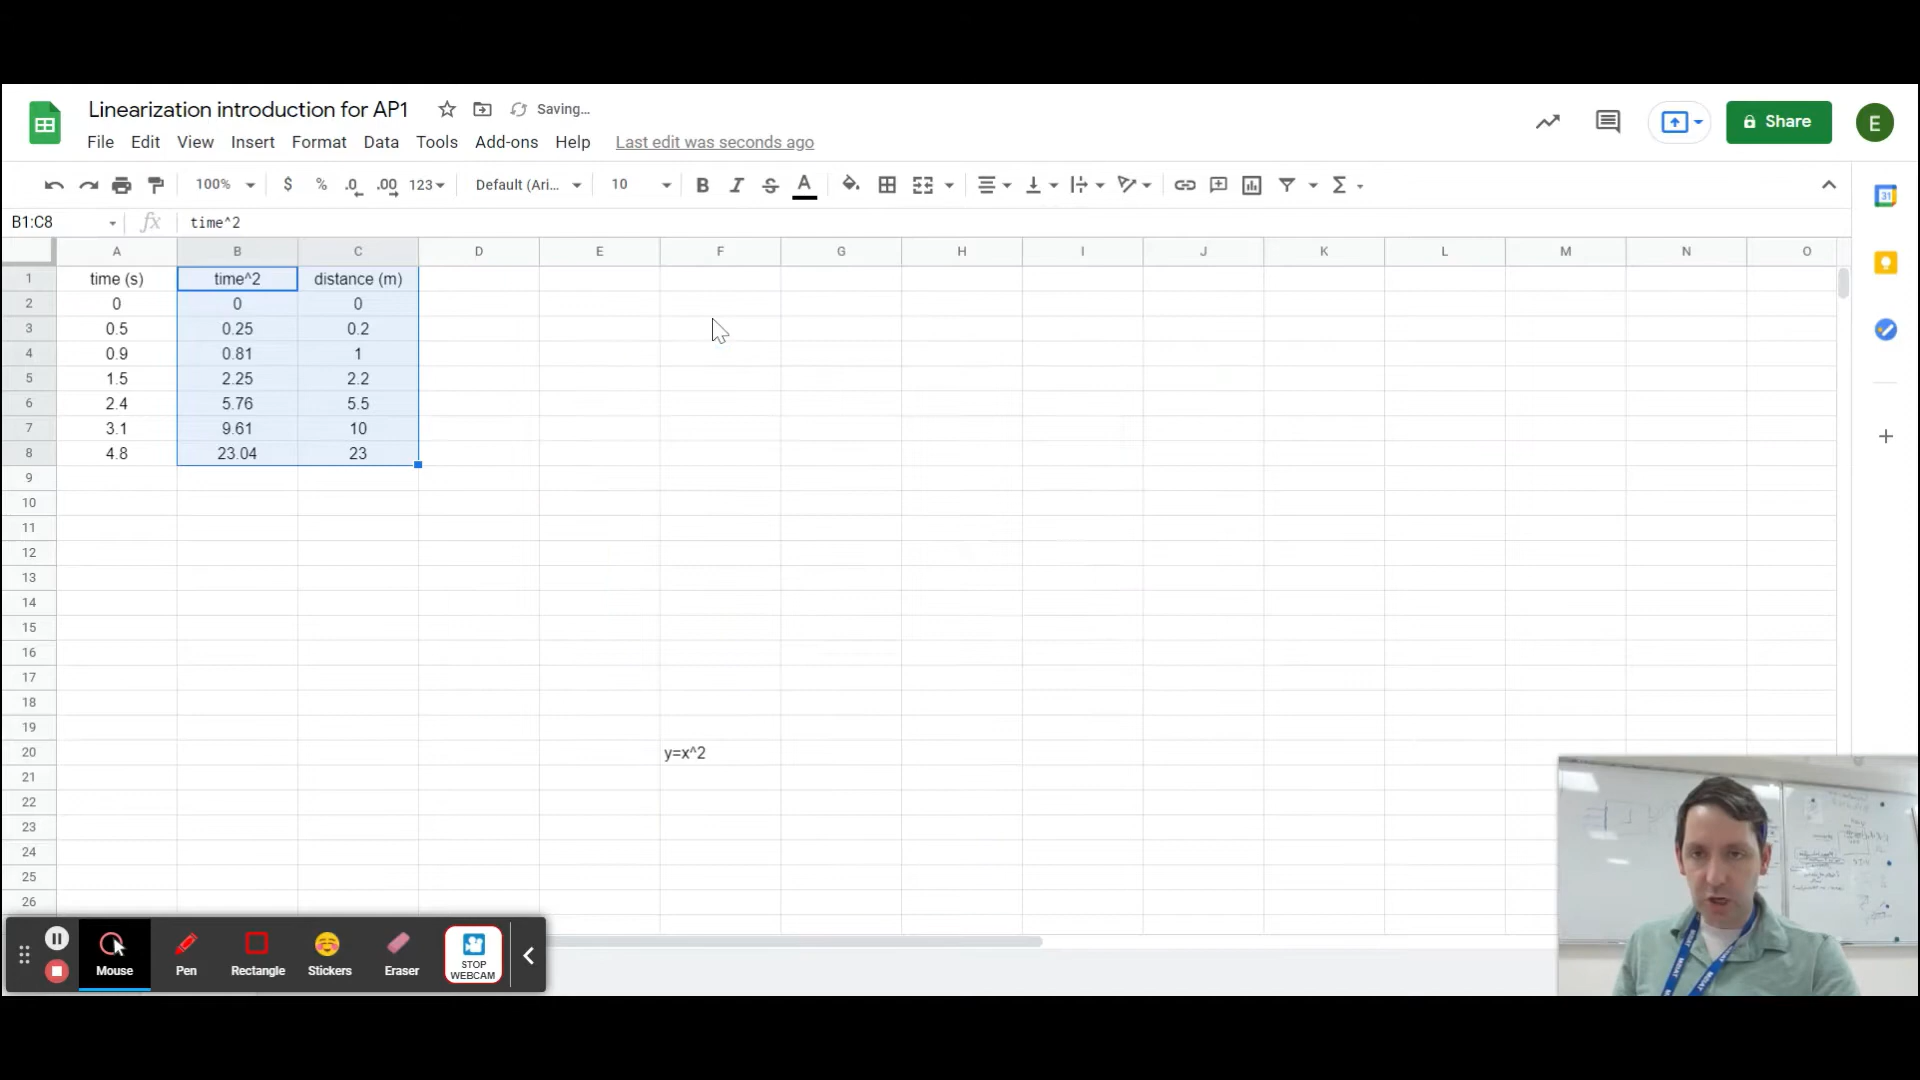 Linearization introduction for AP1 Saving...
File Edit View Insert Format Data Tools Add-ons Help Last edit was seconds ago
Share
E
100% $ % .0 .00 123 Default (Ari... 10 B I S A
31
B1:C8 fx time^2
A B C D E F G H I J K L M N O
1 time (s) time^2 distance (m)
2 0 0 0
3 0.5 0.25 0.2
4 0.9 0.81 1
5 1.5 2.25 2.2
6 2.4 5.76 5.5
7 3.1 9.61 10
8 4.8 23.04 23
9
10
11
12
13
14
15
16
17
18
19
20 y=x^2
21
22
23
24
25
26
Mouse Pen Rectangle Stickers Eraser STOP WEBCAM